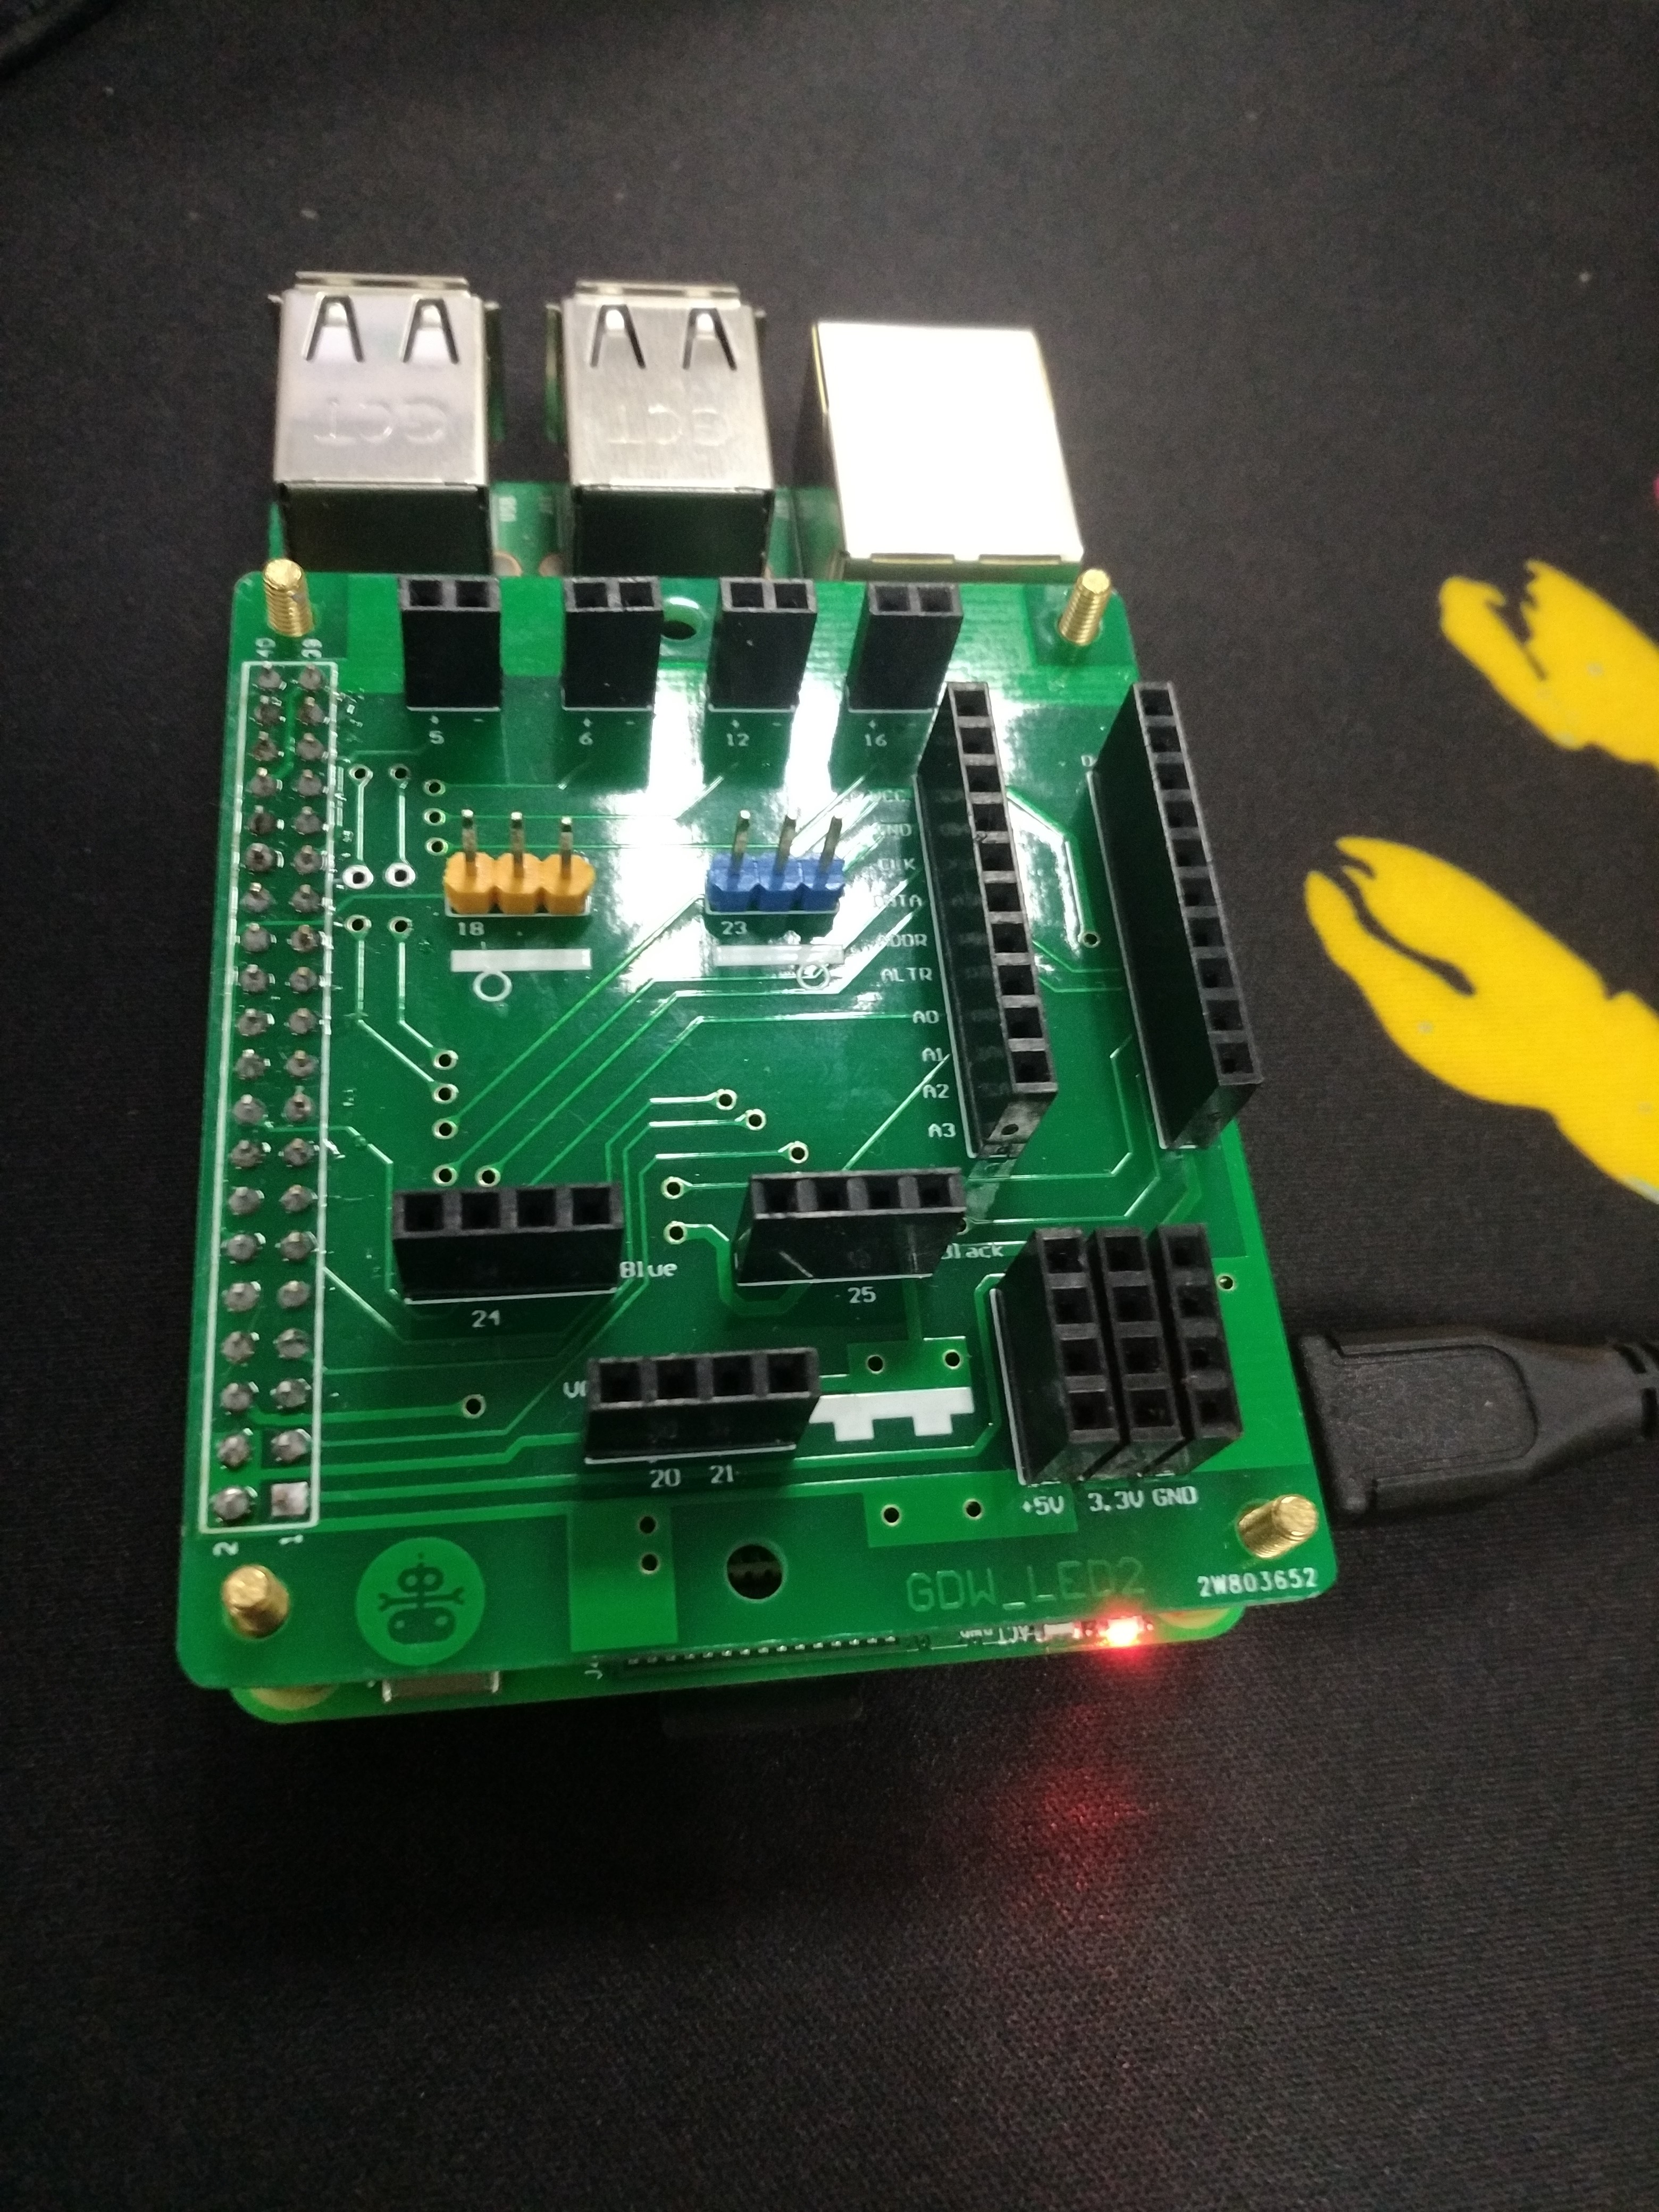 GCT
GCT
40 39
+ -
5
+ -
6
+ -
12
+ -
16
D
VCC
GND
CLK
DATA
ADDR
ALTR
A0
A1
A2
A3
18
23
Blue
24
Black
25
20 21
+5V 3.3V GND
2 1
GDW_LED2
2W803652
ACT